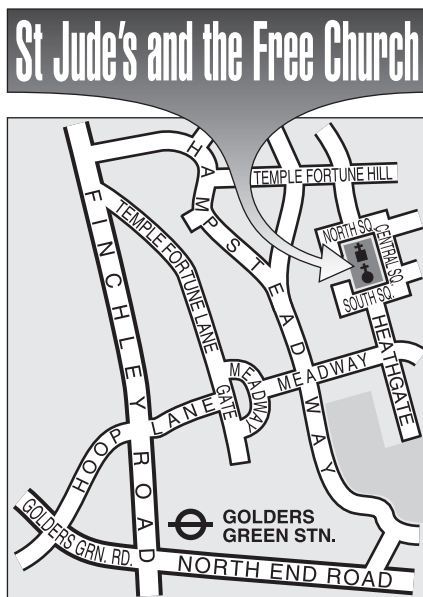 St Jude's and the Free Church
HAMPSTEAD WAY
TEMPLE FORTUNE HILL
FINCHLEY ROAD
TEMPLE FORTUNE LANE
NORTH SQ.
CENTRAL SQ.
SOUTH SQ.
HEATHGATE
MEADWAY
MEADWAY
GATE
HOOP LANE
GOLDERS
GREEN STN.
GOLDERS GRN. RD.
NORTH END ROAD